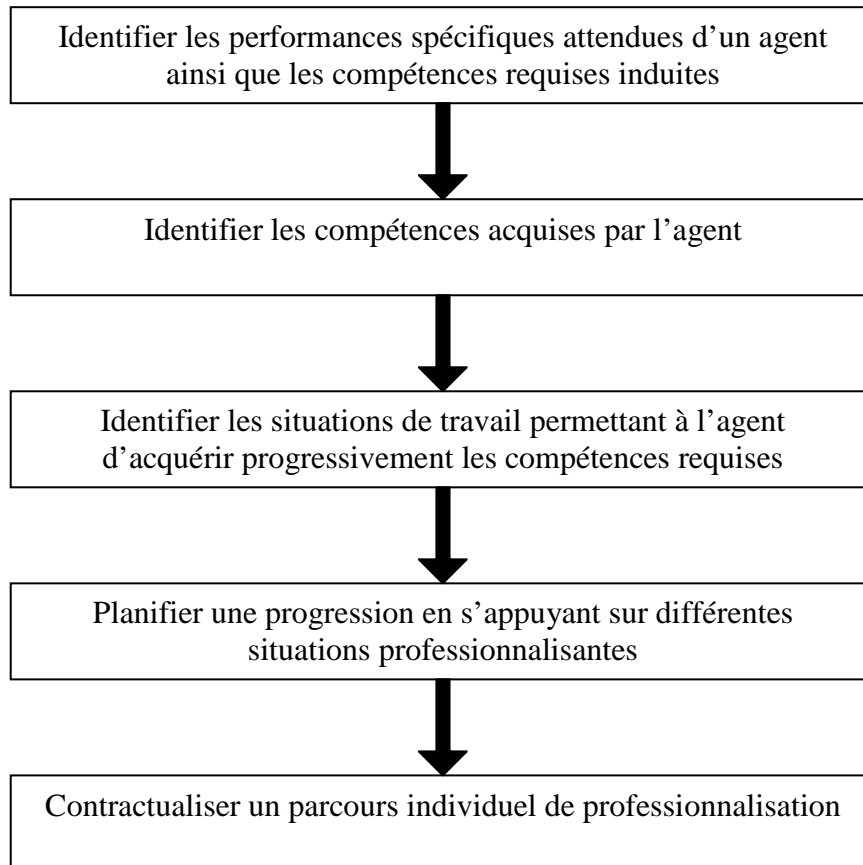 Identifier les performances spécifiques attendues d’un agent
ainsi que les compétences requises induites
Identifier les compétences acquises par l’agent
Identifier les situations de travail permettant à l’agent
d’acquérir progressivement les compétences requises
Planifier une progression en s’appuyant sur différentes
situations professionnalisantes
Contractualiser un parcours individuel de professionnalisation